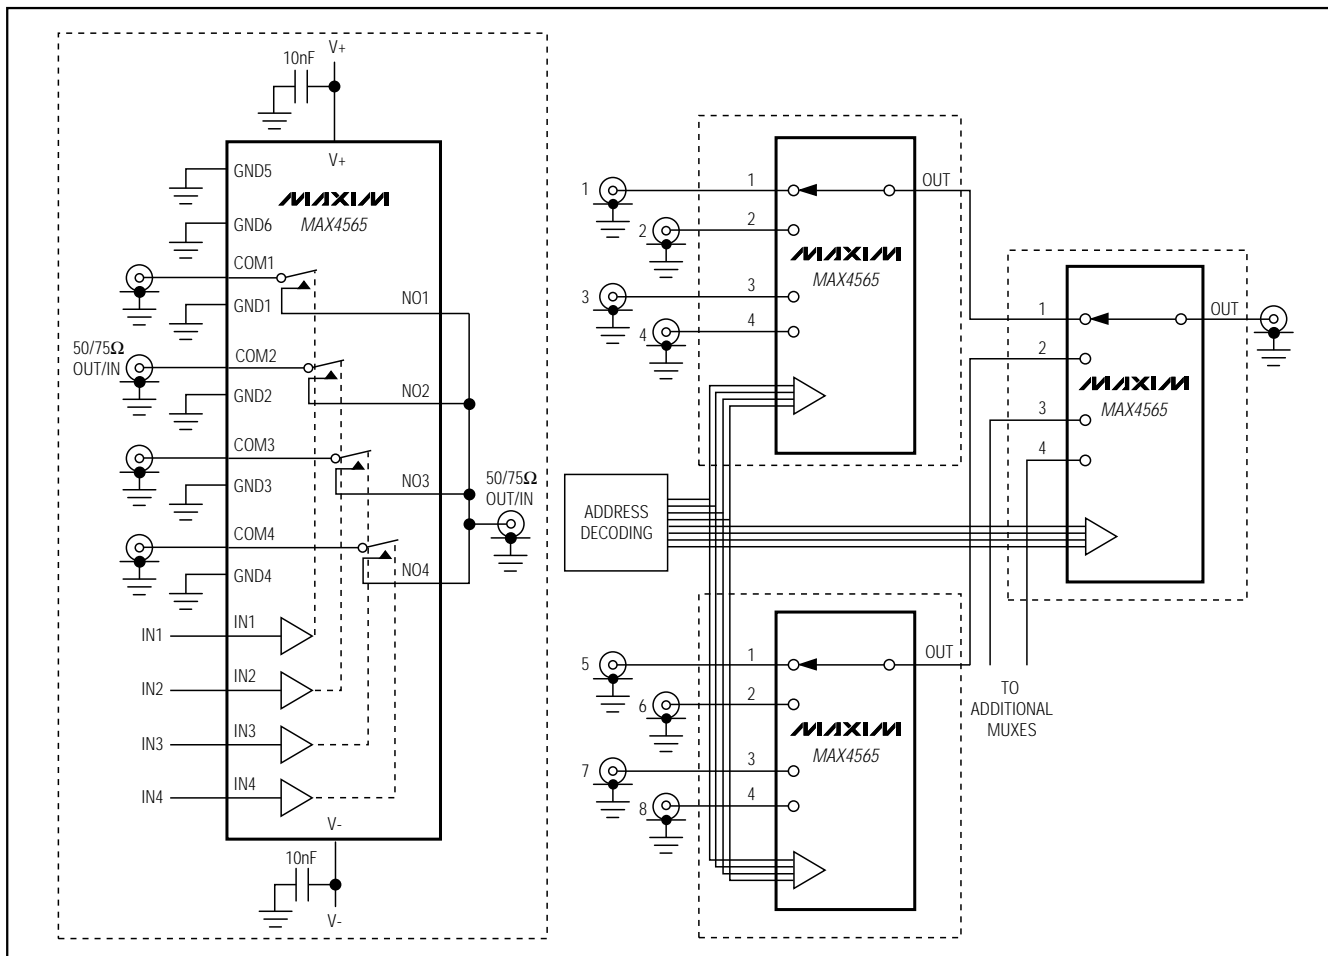 V+
10nF
V+
GND5
MAXIM
MAX4565
GND6
COM1
GND1
NO1
50/75Ω
OUT/IN
COM2
GND2
NO2
COM3
GND3
NO3
50/75Ω
OUT/IN
COM4
GND4
NO4
IN1
IN1
IN2
IN2
IN3
IN3
IN4
IN4
V-
10nF
V-
1
1
OUT
2
2
MAXIM
MAX4565
3
3
4
4
ADDRESS
DECODING
5
1
OUT
6
2
MAXIM
MAX4565
7
3
8
4
1
OUT
2
MAXIM
MAX4565
3
4
TO
ADDITIONAL
MUXES